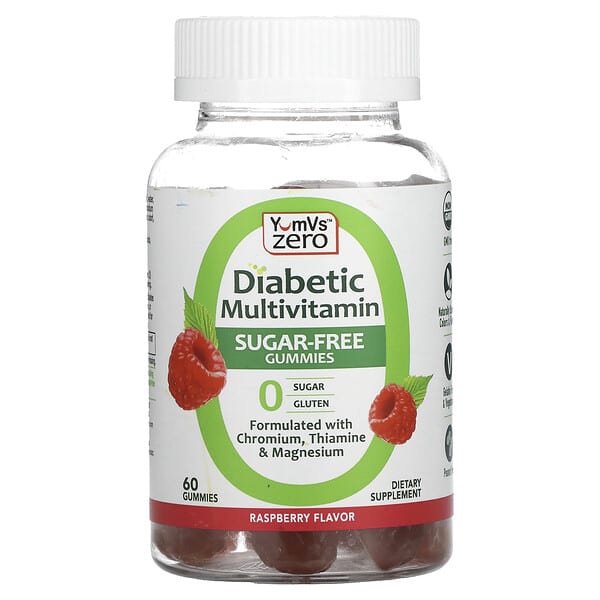 YumVs™
zero
Diabetic
Multivitamin
SUGAR-FREE
GUMMIES
0
SUGAR
GLUTEN
Formulated with
Chromium, Thiamine
& Magnesium
60
GUMMIES
DIETARY
SUPPLEMENT
RASPBERRY FLAVOR